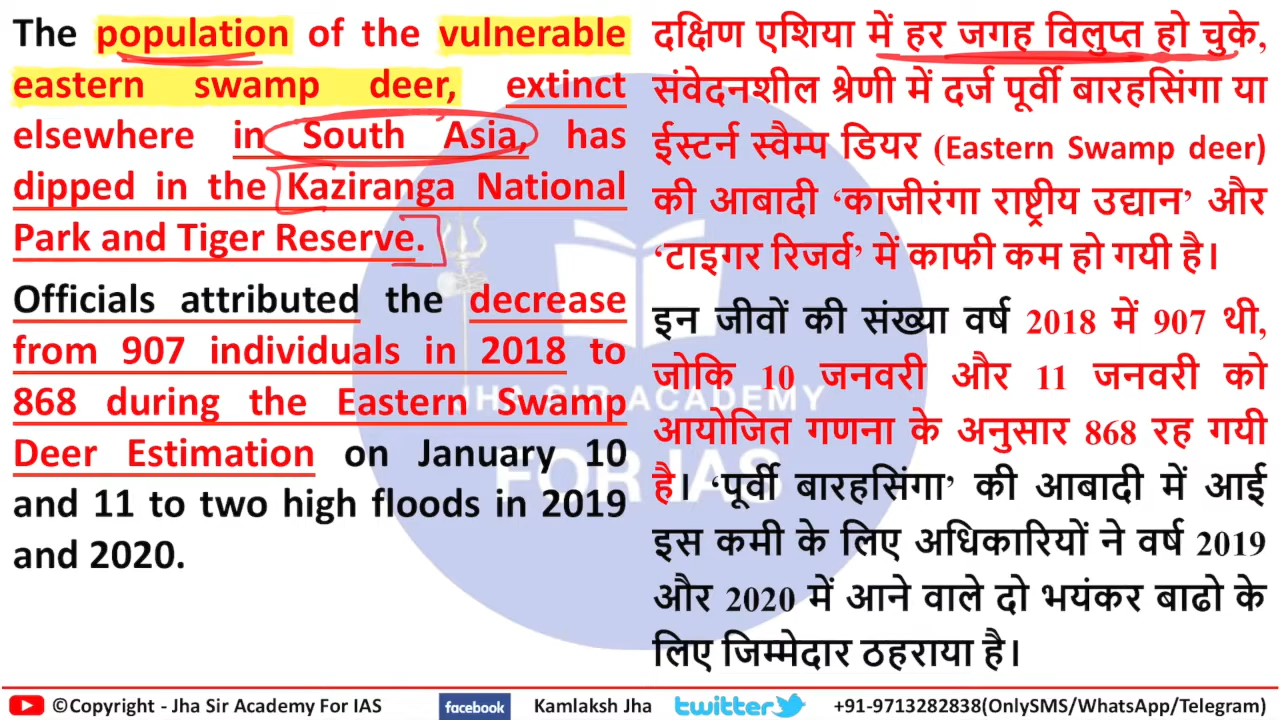 The population of the vulnerable
eastern swamp deer, extinct
elsewhere in South Asia, has
dipped in the Kaziranga National
Park and Tiger Reserve.
Officials attributed the decrease
from 907 individuals in 2018 to
868 during the Eastern Swamp
Deer Estimation on January 10
and 11 to two high floods in 2019
and 2020.
दक्षिण एशिया में हर जगह विलुप्त हो चुके,
संवेदनशील श्रेणी में दर्ज पूर्वी बारहसिंगा या
ईस्टर्न स्वैम्प डियर (Eastern Swamp deer)
की आबादी ‘काजीरंगा राष्ट्रीय उद्यान’ और
‘टाइगर रिजर्व’ में काफी कम हो गयी है।
इन जीवों की संख्या वर्ष 2018 में 907 थी,
जोकि 10 जनवरी और 11 जनवरी को
आयोजित गणना के अनुसार 868 रह गयी
है। ‘पूर्वी बारहसिंगा’ की आबादी में आई
इस कमी के लिए अधिकारियों ने वर्ष 2019
और 2020 में आने वाले दो भयंकर बाढो के
लिए जिम्मेदार ठहराया है।
JHA SIR ACADEMY
FOR IAS
©Copyright - Jha Sir Academy For IAS facebook Kamlaksh Jha twitter +91-9713282838(OnlySMS/WhatsApp/Telegram)